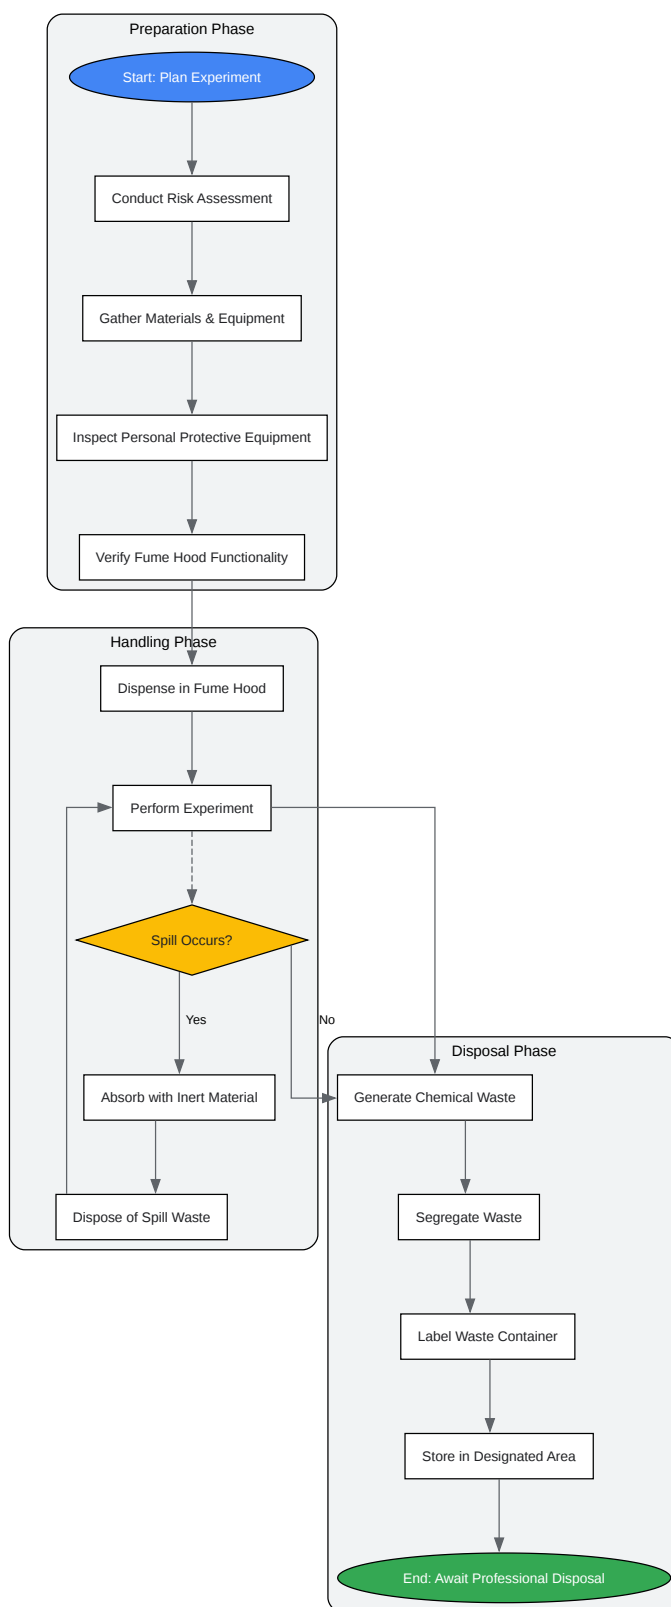 Preparation Phase
Start: Plan Experiment
Conduct Risk Assessment
Gather Materials & Equipment
Inspect Personal Protective Equipment
Verify Fume Hood Functionality
Handling Phase
Dispense in Fume Hood
Perform Experiment
Spill Occurs?
Yes
No
Absorb with Inert Material
Dispose of Spill Waste
Disposal Phase
Generate Chemical Waste
Segregate Waste
Label Waste Container
Store in Designated Area
End: Await Professional Disposal